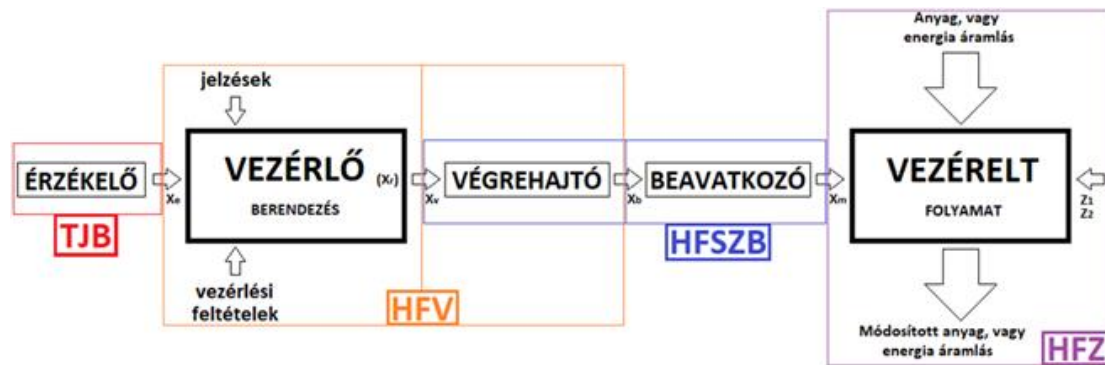 Anyag, vagy
energia áramlás
jelzések
ÉRZÉKELŐ
Xe
VEZÉRLŐ
(Xr)
BERENDEZÉS
Xv
VÉGREHAJTÓ
Xb
BEAVATKOZÓ
Xm
VEZÉRELT
FOLYAMAT
Z1
Z2
TJB
HFSZB
vezérlési
feltételek
HFV
Módosított anyag, vagy
energia áramlás
HFZ